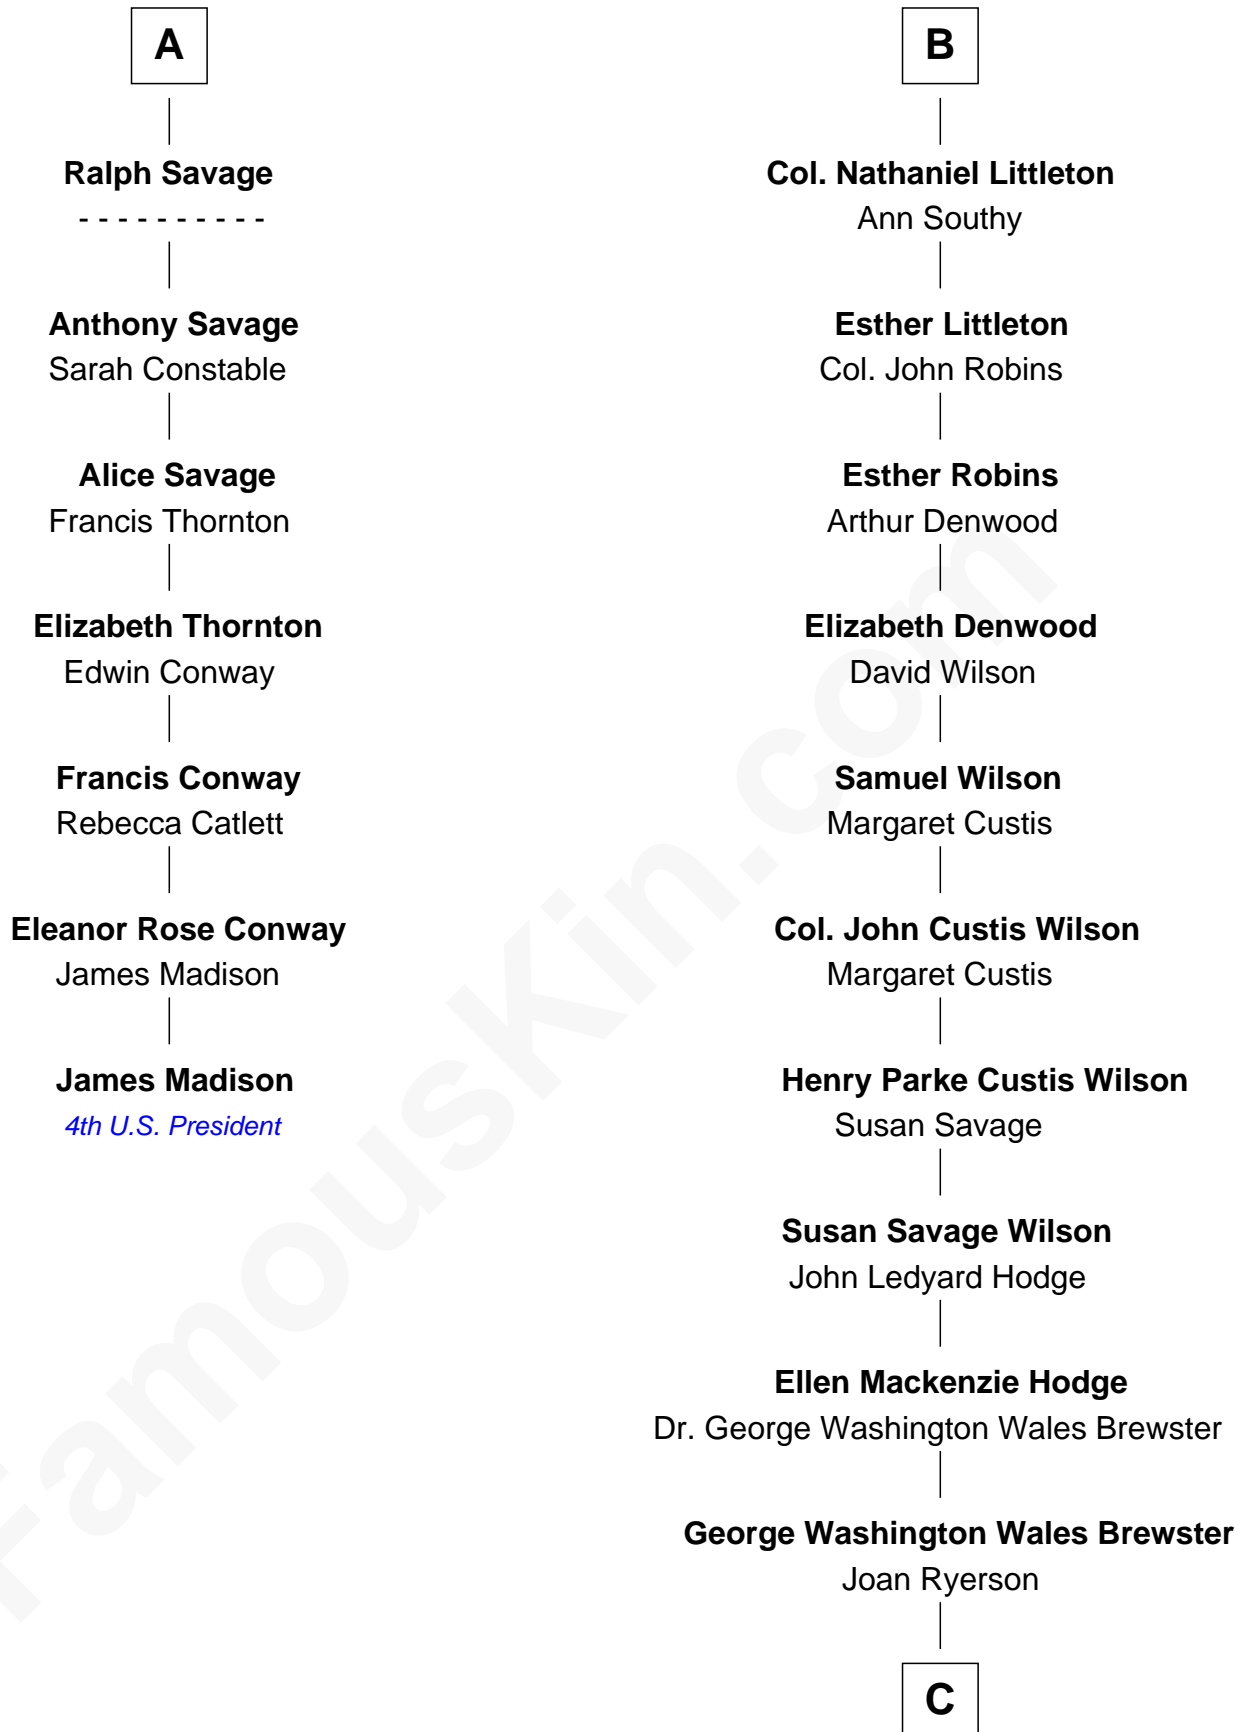 A
Ralph Savage
- - - - - - - - - -
Anthony Savage
Sarah Constable
Alice Savage
Francis Thornton
Elizabeth Thornton
Edwin Conway
Francis Conway
Rebecca Catlett
Eleanor Rose Conway
James Madison
James Madison
4th U.S. President
B
Col. Nathaniel Littleton
Ann Southy
Esther Littleton
Col. John Robins
Esther Robins
Arthur Denwood
Elizabeth Denwood
David Wilson
Samuel Wilson
Margaret Custis
Col. John Custis Wilson
Margaret Custis
Henry Parke Custis Wilson
Susan Savage
Susan Savage Wilson
John Ledyard Hodge
Ellen Mackenzie Hodge
Dr. George Washington Wales Brewster
George Washington Wales Brewster
Joan Ryerson
C
FamousKin.com